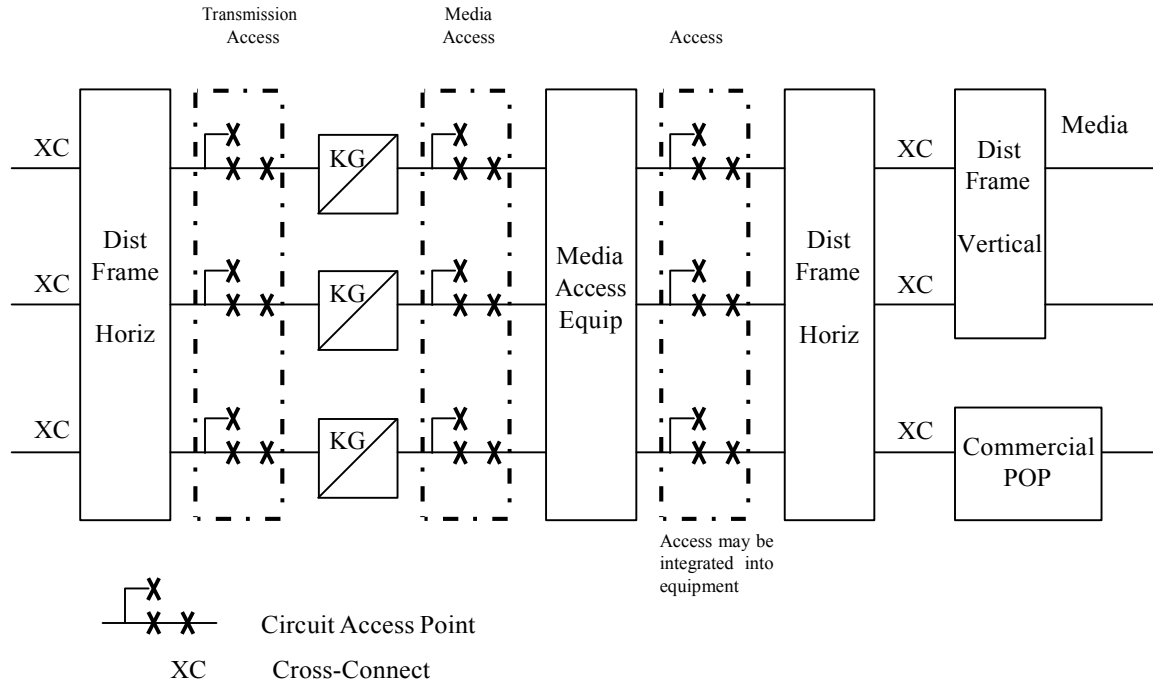 Transmission
Access
Media
Access
Access
XC
XC
XC
Dist
Frame
Horiz
KG
KG
KG
Media
Access
Equip
Dist
Frame
Horiz
XC
XC
XC
Dist
Frame
Vertical
Media
Commercial
POP
Access may be
integrated into
equipment
Circuit Access Point
XC Cross-Connect